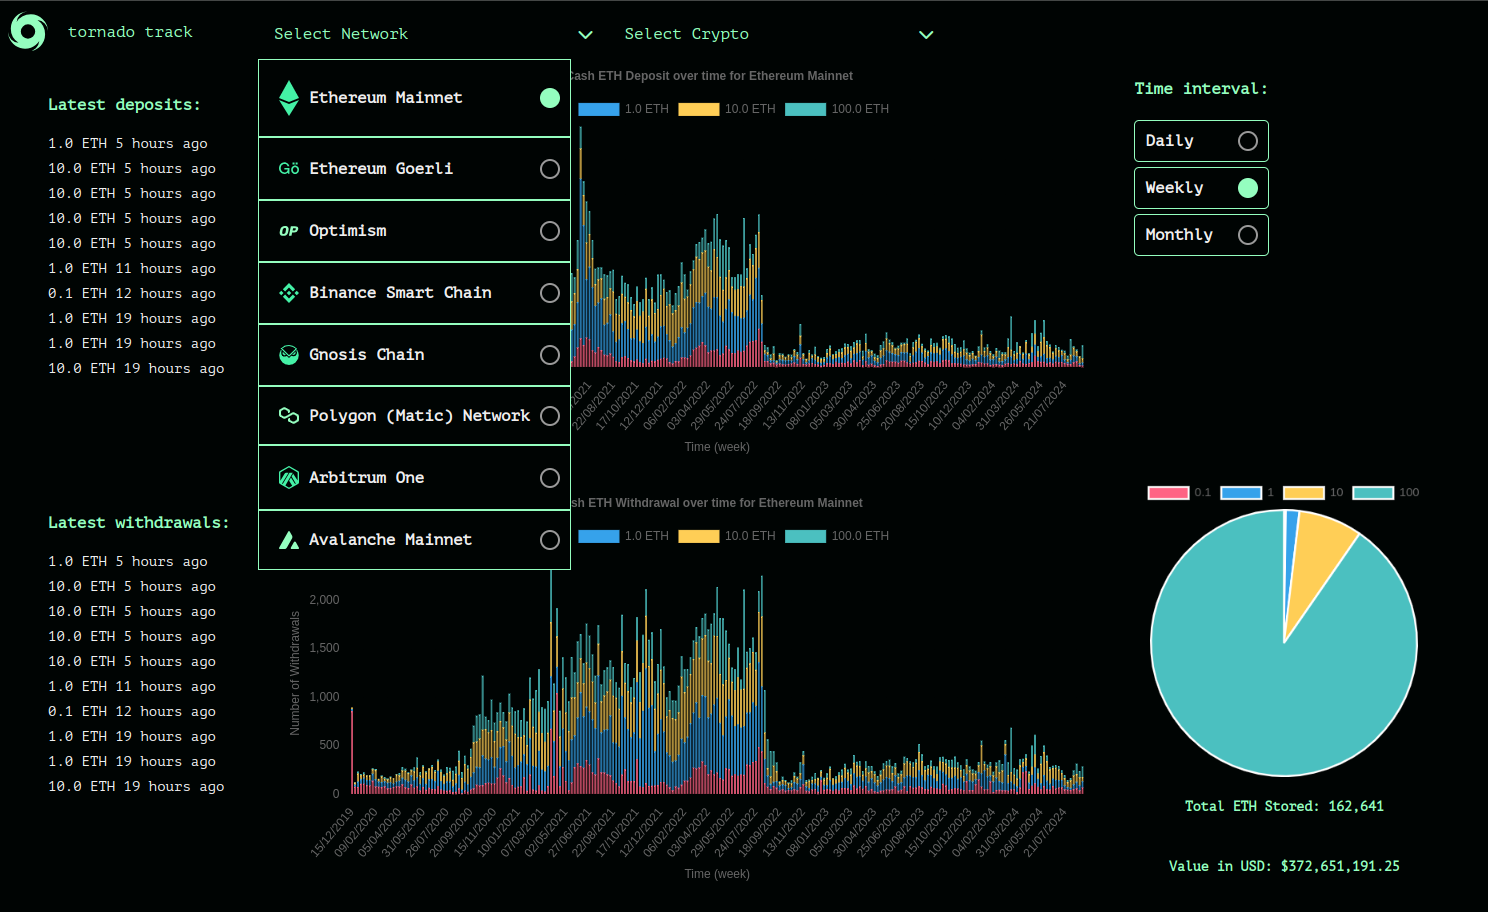 tornado track
Select Network
Select Crypto
Ethereum Mainnet
Ethereum Goerli
Optimism
Binance Smart Chain
Gnosis Chain
Polygon (Matic) Network
Arbitrum One
Avalanche Mainnet
Latest deposits:
1.0 ETH 5 hours ago
10.0 ETH 5 hours ago
10.0 ETH 5 hours ago
10.0 ETH 5 hours ago
10.0 ETH 5 hours ago
1.0 ETH 11 hours ago
0.1 ETH 12 hours ago
1.0 ETH 19 hours ago
1.0 ETH 19 hours ago
10.0 ETH 19 hours ago
Cash ETH Deposit over time for Ethereum Mainnet
1.0 ETH 10.0 ETH 100.0 ETH
22/08/2021 17/10/2021 12/12/2021 06/02/2022 03/04/2022 29/05/2022 24/07/2022 18/09/2022 13/11/2022 08/01/2023 05/03/2023 30/04/2023 25/06/2023 20/08/2023 15/10/2023 10/12/2023 04/02/2024 31/03/2024 26/05/2024 21/07/2024
Time (week)
Time interval:
Daily
Weekly
Monthly
Latest withdrawals:
1.0 ETH 5 hours ago
10.0 ETH 5 hours ago
10.0 ETH 5 hours ago
10.0 ETH 5 hours ago
10.0 ETH 5 hours ago
1.0 ETH 11 hours ago
0.1 ETH 12 hours ago
1.0 ETH 19 hours ago
1.0 ETH 19 hours ago
10.0 ETH 19 hours ago
sh ETH Withdrawal over time for Ethereum Mainnet
1.0 ETH 10.0 ETH 100.0 ETH
Number of Withdrawals
2,000
1,500
1,000
500
0
15/12/2019 09/02/2020 05/04/2020 31/05/2020 26/07/2020 20/09/2020 15/11/2020 10/01/2021 07/03/2021 02/05/2021 27/06/2021 22/08/2021 17/10/2021 12/12/2021 06/02/2022 03/04/2022 29/05/2022 24/07/2022 18/09/2022 13/11/2022 08/01/2023 05/03/2023 30/04/2023 25/06/2023 20/08/2023 15/10/2023 10/12/2023 04/02/2024 31/03/2024 26/05/2024 21/07/2024
Time (week)
0.1 1 10 100
Total ETH Stored: 162,641
Value in USD: $372,651,191.25